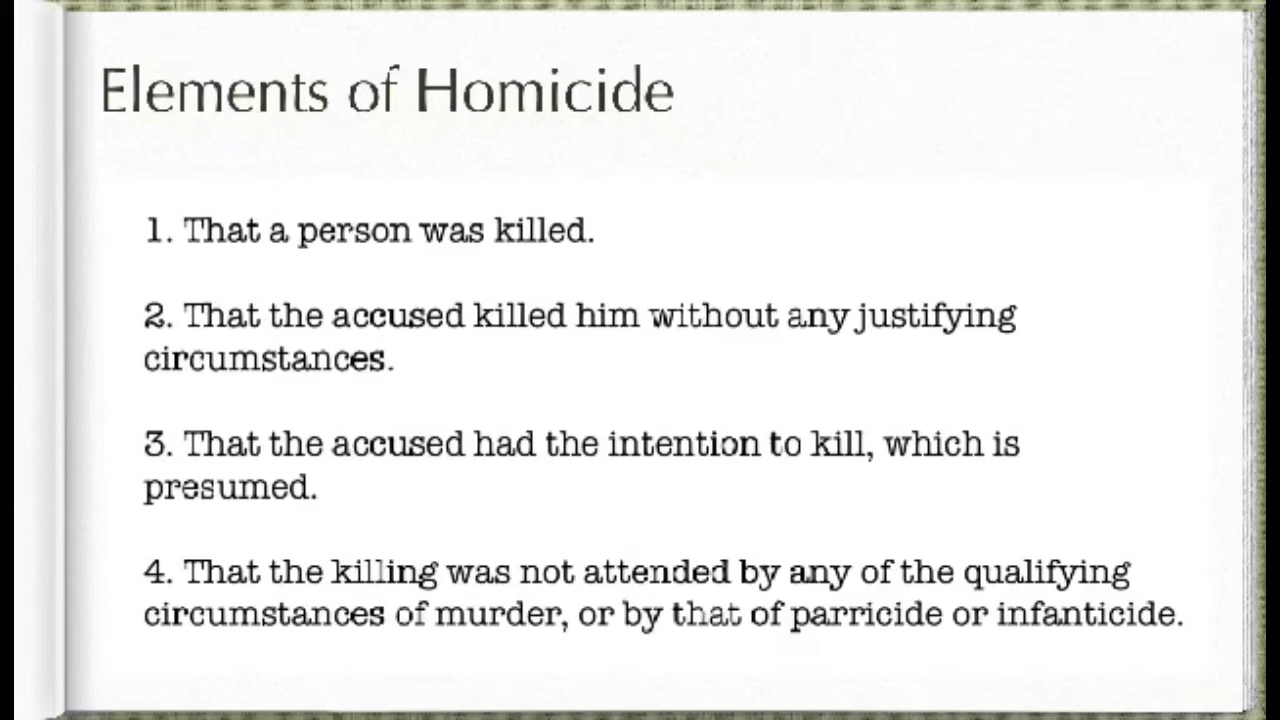 Elements of Homicide
1. That a person was killed.
2. That the accused killed him without any justifying
circumstances.
3. That the accused had the intention to kill, which is
presumed.
4. That the killing was not attended by any of the qualifying
circumstances of murder, or by that of parricide or infanticide.